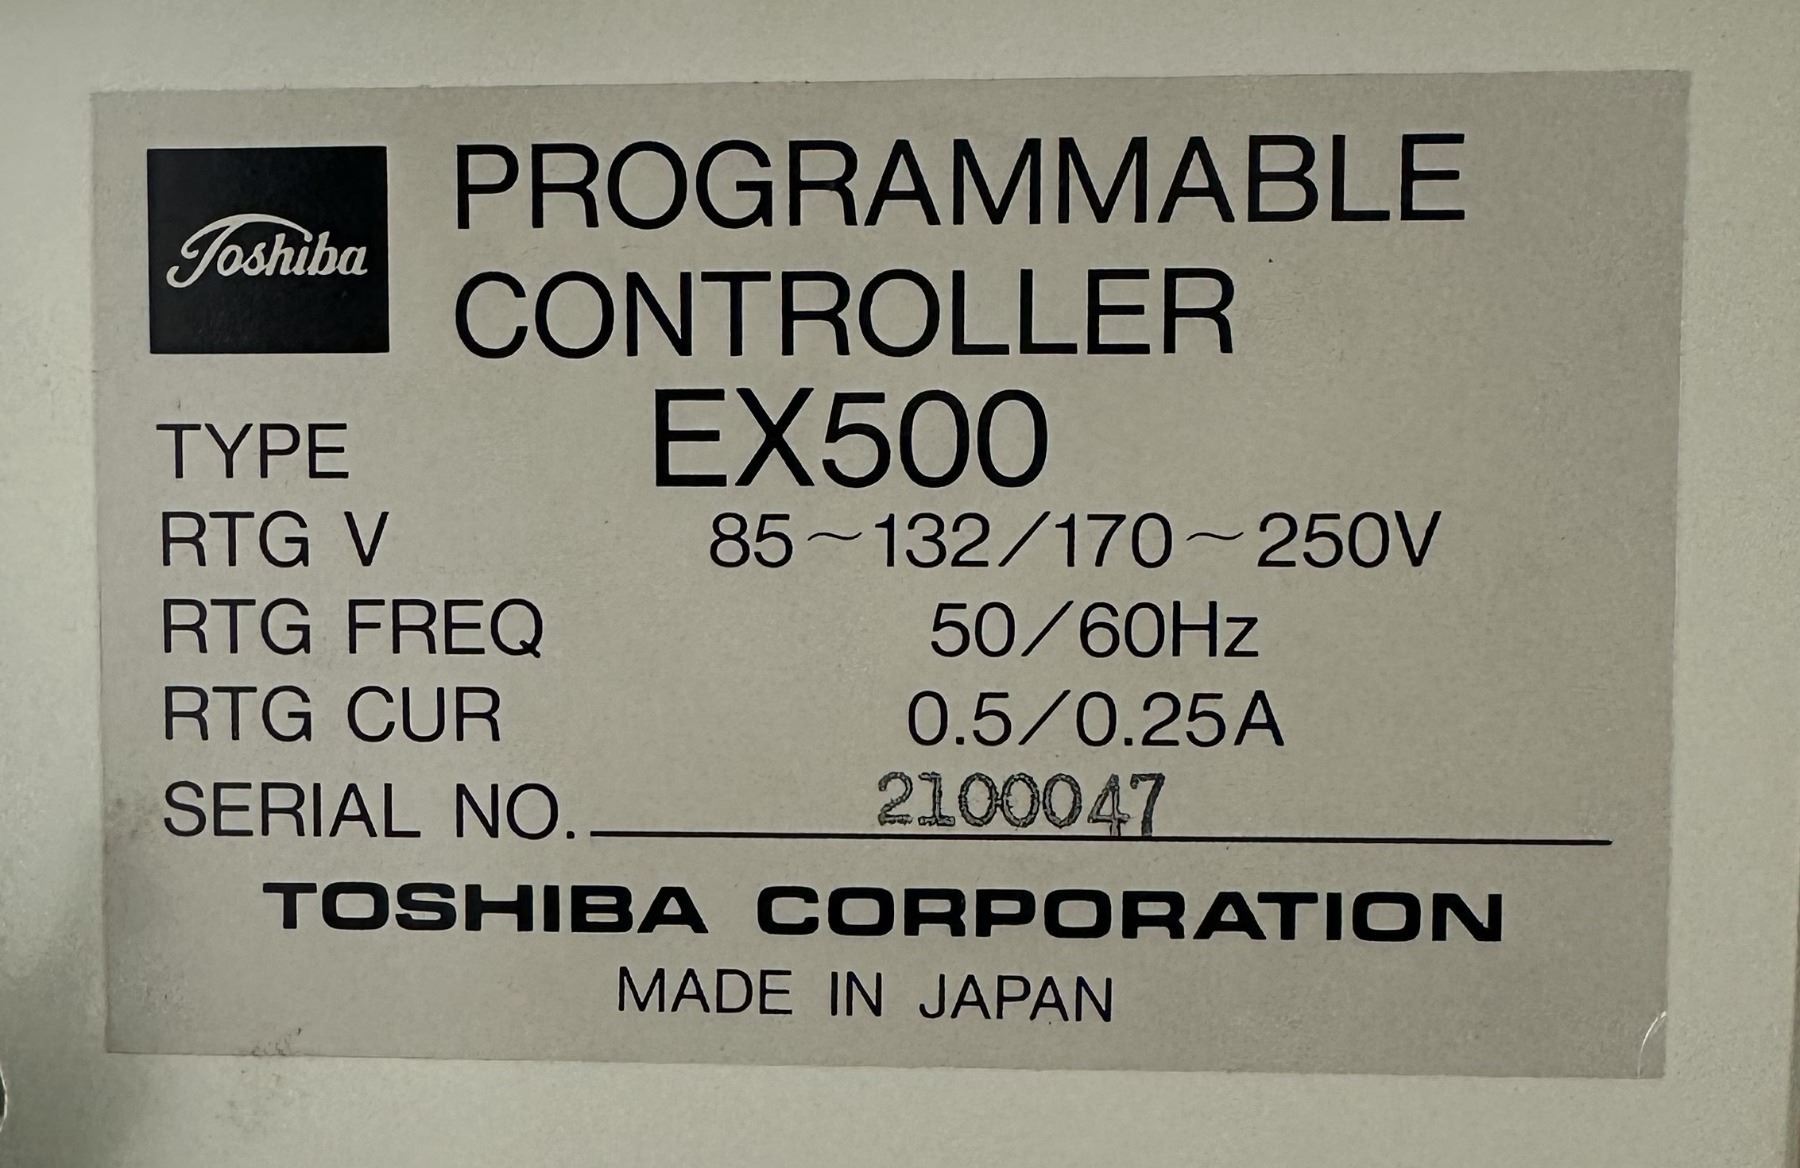 Toshiba
PROGRAMMABLE
CONTROLLER
TYPE EX500
RTG V 85~132/170~250V
RTG FREQ 50/60Hz
RTG CUR 0.5/0.25A
SERIAL NO. 2100047
TOSHIBA CORPORATION
MADE IN JAPAN